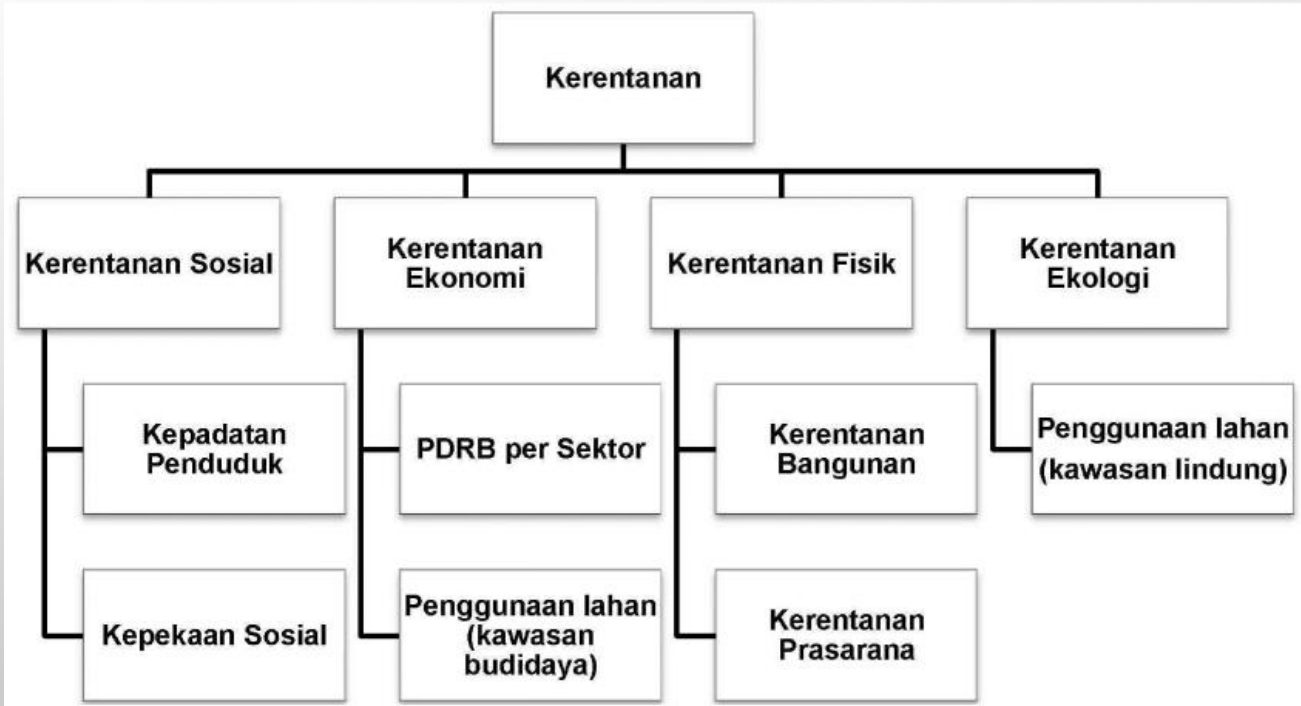 Kerentanan
Kerentanan Sosial
Kerentanan
Ekonomi
Kerentanan Fisik
Kerentanan
Ekologi
Kepadatan
Penduduk
PDRB per Sektor
Kerentanan
Bangunan
Penggunaan lahan
(kawasan lindung)
Kepekaan Sosial
Penggunaan lahan
(kawasan
budidaya)
Kerentanan
Prasarana